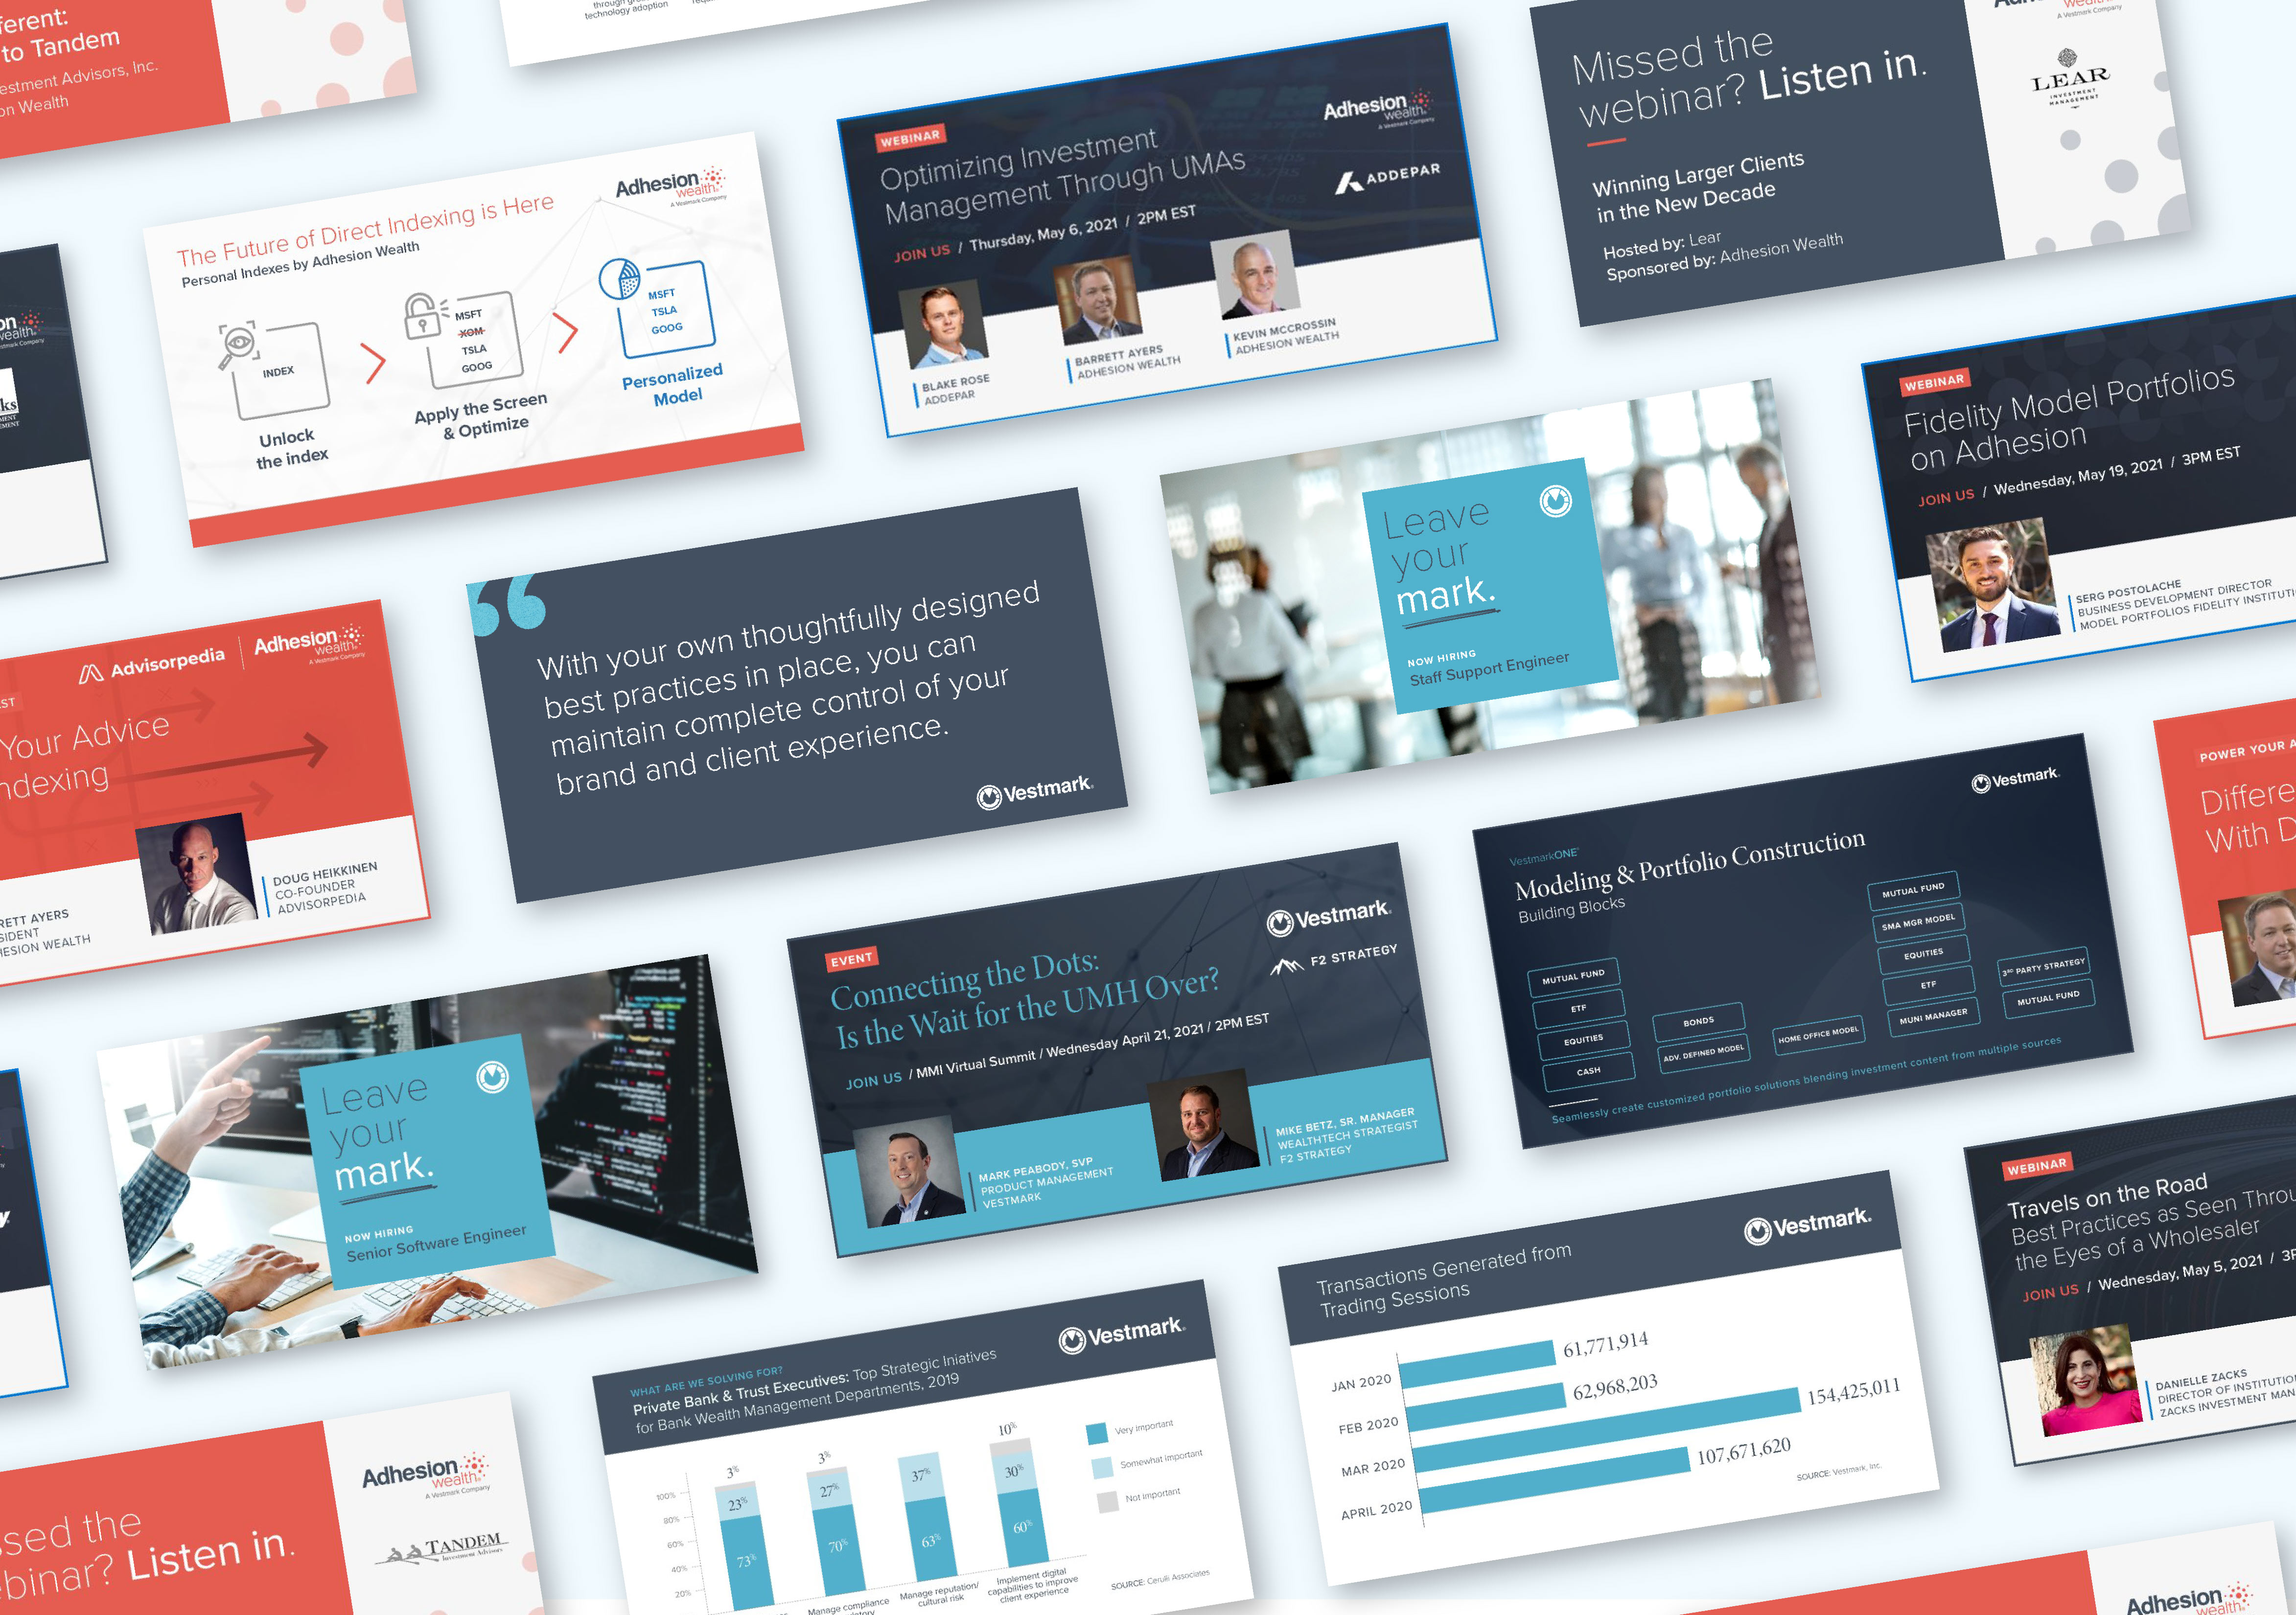 ferent:
to Tandem
estment Advisors, Inc.
on Wealth
technology adoption
The Future of Direct Indexing is Here
Personal Indexes by Adhesion Wealth
Adhesion
wealth
A Vestmark Company
INDEX
Unlock
the index
MSFT
XOM
TSLA
GOOG
Apply the Screen
& Optimize
MSFT
TSLA
GOOG
Personalized
Model
WEBINAR
Optimizing Investment
Management Through UMAs
JOIN US / Thursday, May 6, 2021 / 2PM EST
Adhesion
wealth
A Vestmark Company
ADDEPAR
BLAKE ROSE
ADDEPAR
BARRETT AYERS
ADHESION WEALTH
KEVIN MCCROSSIN
ADHESION WEALTH
Missed the
webinar? Listen in.
Winning Larger Clients
in the New Decade
Hosted by: Lear
Sponsored by: Adhesion Wealth
A Vestmark Company
LEAR
INVESTMENT
MANAGEMENT
on
wealth
ks
Advisorpedia
Adhesion
wealth
A Vestmark Company
ST
Your Advice
ndexing
RETT AYERS
SIDENT
HESION WEALTH
DOUG HEIKKINEN
CO-FOUNDER
ADVISORPEDIA
“
With your own thoughtfully designed
best practices in place, you can
maintain complete control of your
brand and client experience.
Vestmark
Leave
your
mark.
NOW HIRING
Staff Support Engineer
WEBINAR
Fidelity Model Portfolios
on Adhesion
JOIN US / Wednesday, May 19, 2021 / 3PM EST
SERG POSTOLACHE
BUSINESS DEVELOPMENT DIRECTOR
MODEL PORTFOLIOS FIDELITY INSTITUTI
Leave
your
mark.
NOW HIRING
Senior Software Engineer
EVENT
Connecting the Dots:
Is the Wait for the UMH Over?
JOIN US / MMI Virtual Summit / Wednesday April 21, 2021 / 2PM EST
Vestmark
F2 STRATEGY
MARK PEABODY, SVP
PRODUCT MANAGEMENT
VESTMARK
MIKE BETZ, SR. MANAGER
WEALTHTECH STRATEGIST
F2 STRATEGY
VestmarkONE
Modeling & Portfolio Construction
Building Blocks
Vestmark
MUTUAL FUND
ETF
EQUITIES
CASH
BONDS
ADV. DEFINED MODEL
HOME OFFICE MODEL
MUTUAL FUND
SMA MGR MODEL
EQUITIES
ETF
MUNI MANAGER
3RD PARTY STRATEGY
MUTUAL FUND
Seamlessly create customized portfolio solutions blending investment content from multiple sources
POWER YOUR A
Differe
With D
ssed the
binar? Listen in.
Adhesion
wealth
A Vestmark Company
TANDEM
Investment Advisors
WHAT ARE WE SOLVING FOR?
Private Bank & Trust Executives: Top Strategic Iniatives
for Bank Wealth Management Departments, 2019
Vestmark
100%
80%
60%
40%
20%
3%
23%
73%
3%
27%
70%
37%
63%
10%
30%
60%
Manage compliance
Manage reputation/
cultural risk
Implement digital
capabilities to improve
client experience
Very important
Somewhat important
Not important
SOURCE: Cerulli Associates
Transactions Generated from
Trading Sessions
Vestmark
JAN 2020 61,771,914
FEB 2020 62,968,203
MAR 2020 154,425,011
APRIL 2020 107,671,620
SOURCE: Vestmark, Inc.
WEBINAR
Travels on the Road
Best Practices as Seen Throu
the Eyes of a Wholesaler
JOIN US / Wednesday, May 5, 2021 / 3P
DANIELLE ZACKS
DIRECTOR OF INSTITUTIO
ZACKS INVESTMENT MAN
Adhesion
wealth